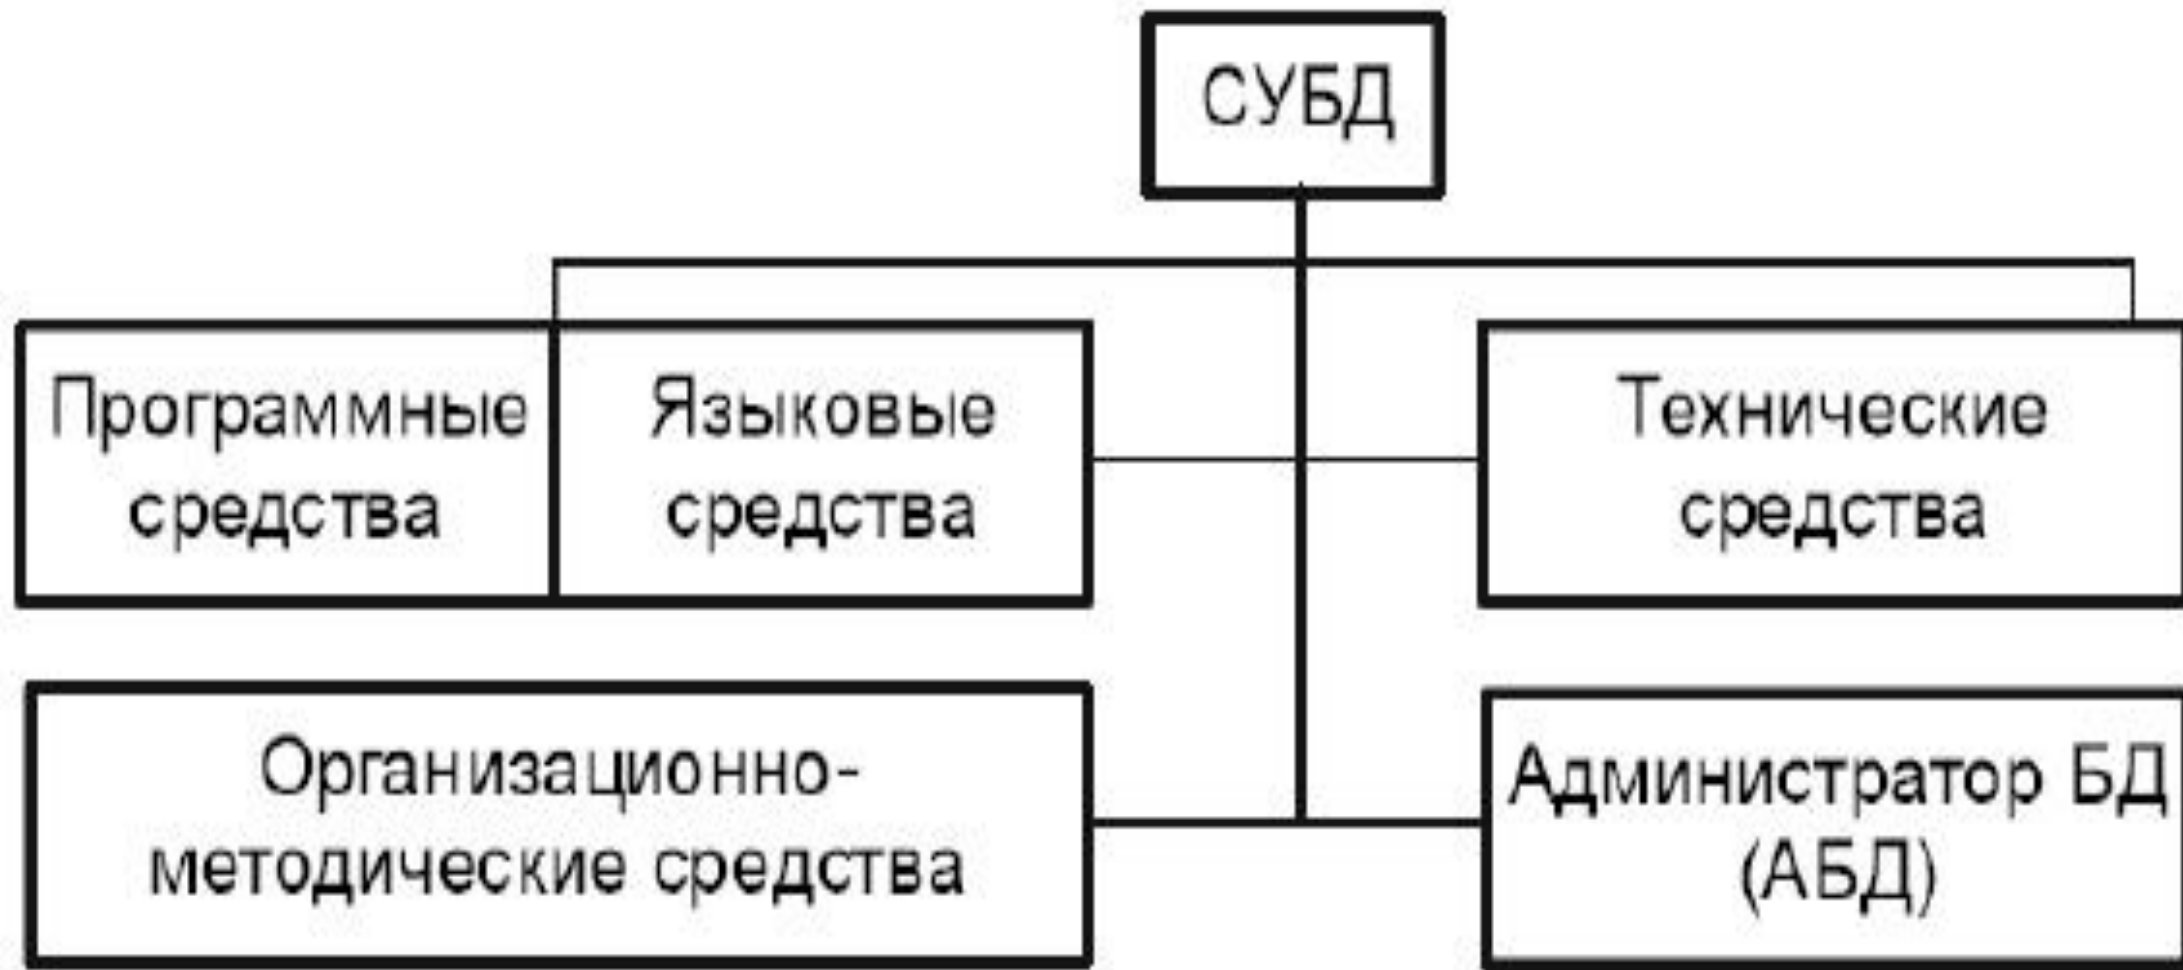 СУБД
Программные
средства
Языковые
средства
Технические
средства
Организационно-
методические средства
Администратор БД
(АБД)